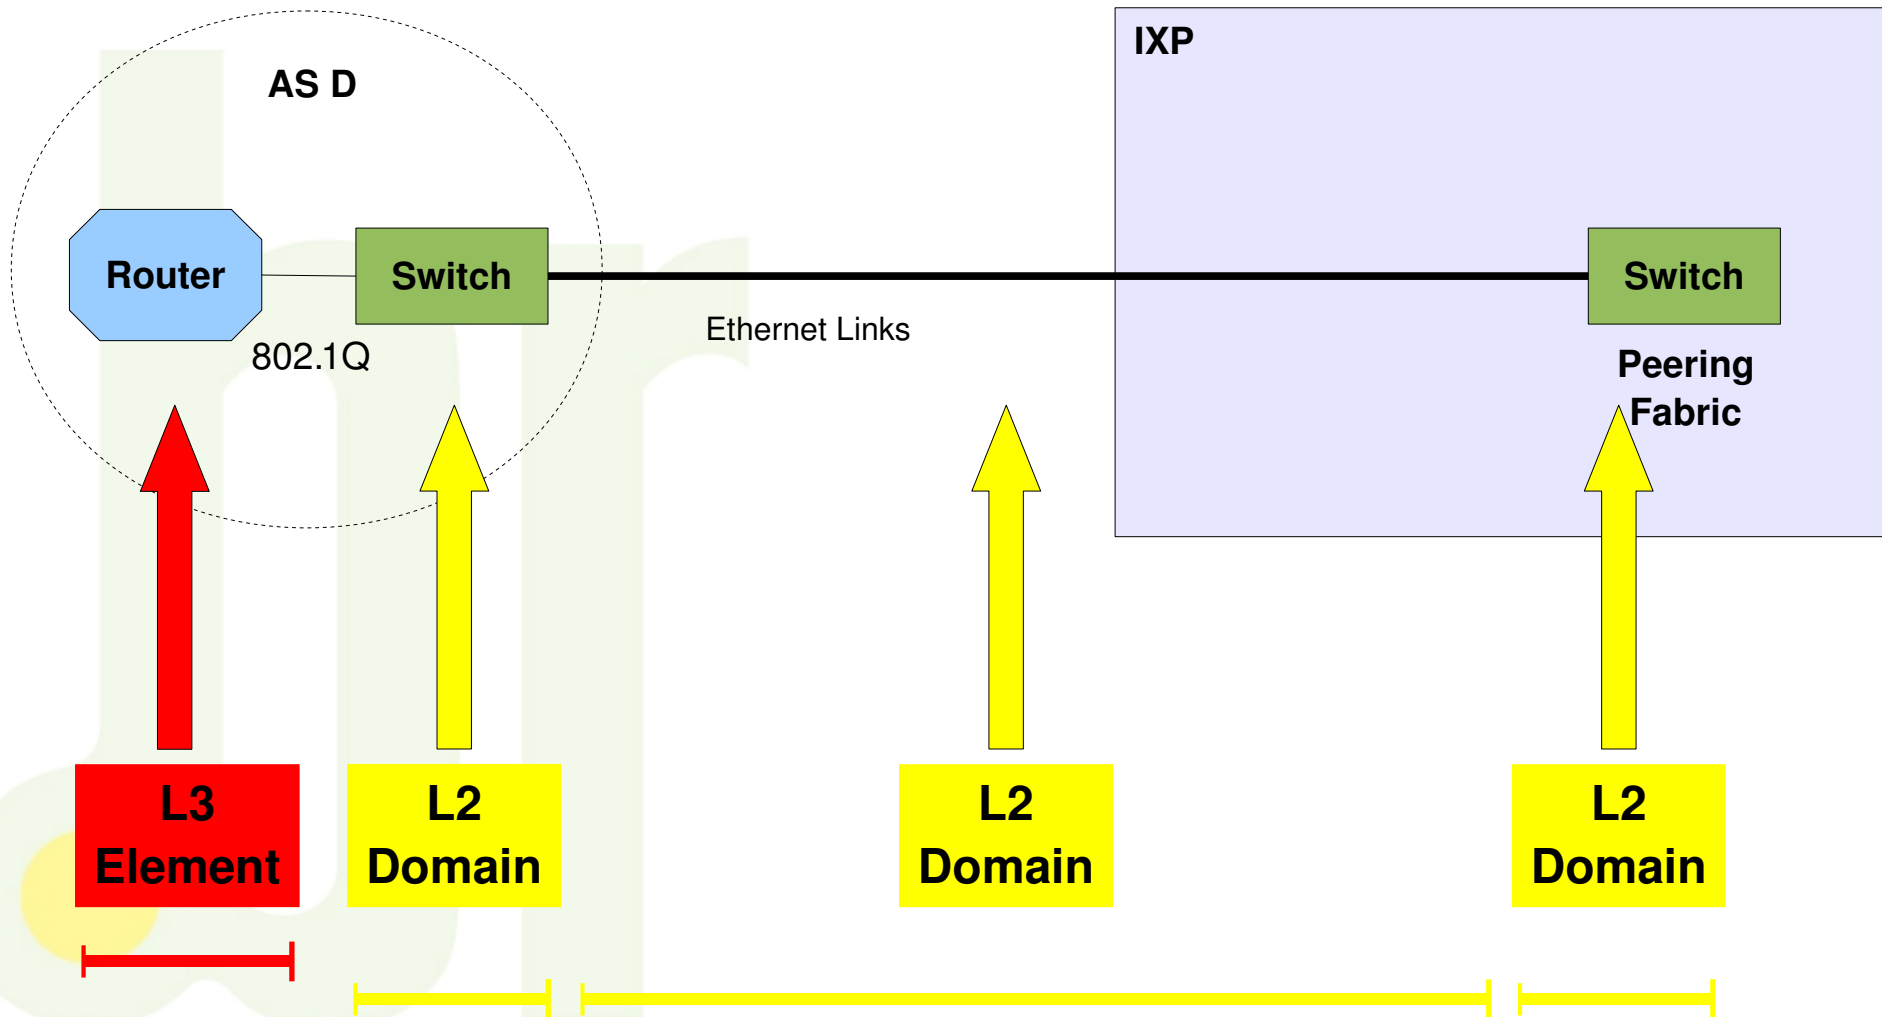 IXP
AS D
Router
Switch
Switch
Ethernet Links
802.1Q
Peering
Fabric
L3
Element
L2
Domain
L2
Domain
L2
Domain